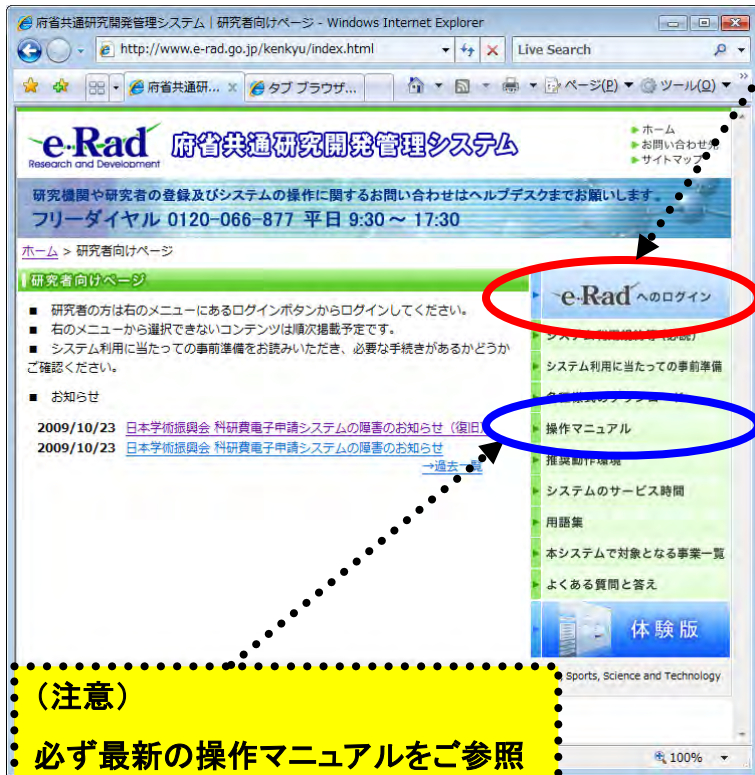 府省共通研究開発管理システム | 研究者向けページ - Windows Internet Explorer
http://www.e-rad.go.jp/kenkyu/index.html
Live Search
府省共通研...
タブ ブラウザ...
ページ(P)
ツール(O)
e-Rad
Research and Development
府省共通研究開発管理システム
ホーム
お問い合わせ先
サイトマップ
研究機関や研究者の登録及びシステムの操作に関するお問い合わせはヘルプデスクまでお願いします。
フリーダイヤル 0120-066-877 平日 9:30～ 17:30
ホーム > 研究者向けページ
研究者向けページ
■ 研究者の方は右のメニューにあるログインボタンからログインしてください。
■ 右のメニューから選択できないコンテンツは順次掲載予定です。
■ システム利用に当たっての事前準備をお読みいただき、必要な手続きがあるかどうか
ご確認ください。
■ お知らせ
2009/10/23 日本学術振興会 科研費電子申請システムの障害のお知らせ（復旧）
2009/10/23 日本学術振興会 科研費電子申請システムの障害のお知らせ
→過去一覧
e-Radへのログイン
システム利用に当たっての事前準備
操作マニュアル
推奨動作環境
システムのサービス時間
用語集
本システムで対象となる事業一覧
よくある質問と答え
体験版
Sports, Science and Technology
（注意）
必ず最新の操作マニュアルをご参照
100%